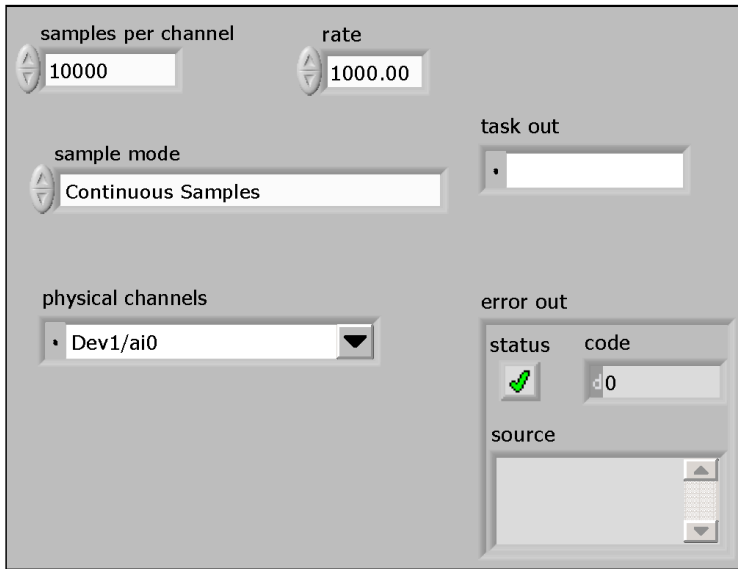 samples per channel
10000
rate
1000.00
sample mode
Continuous Samples
task out
physical channels
Dev1/ai0
error out
status
code
d0
source